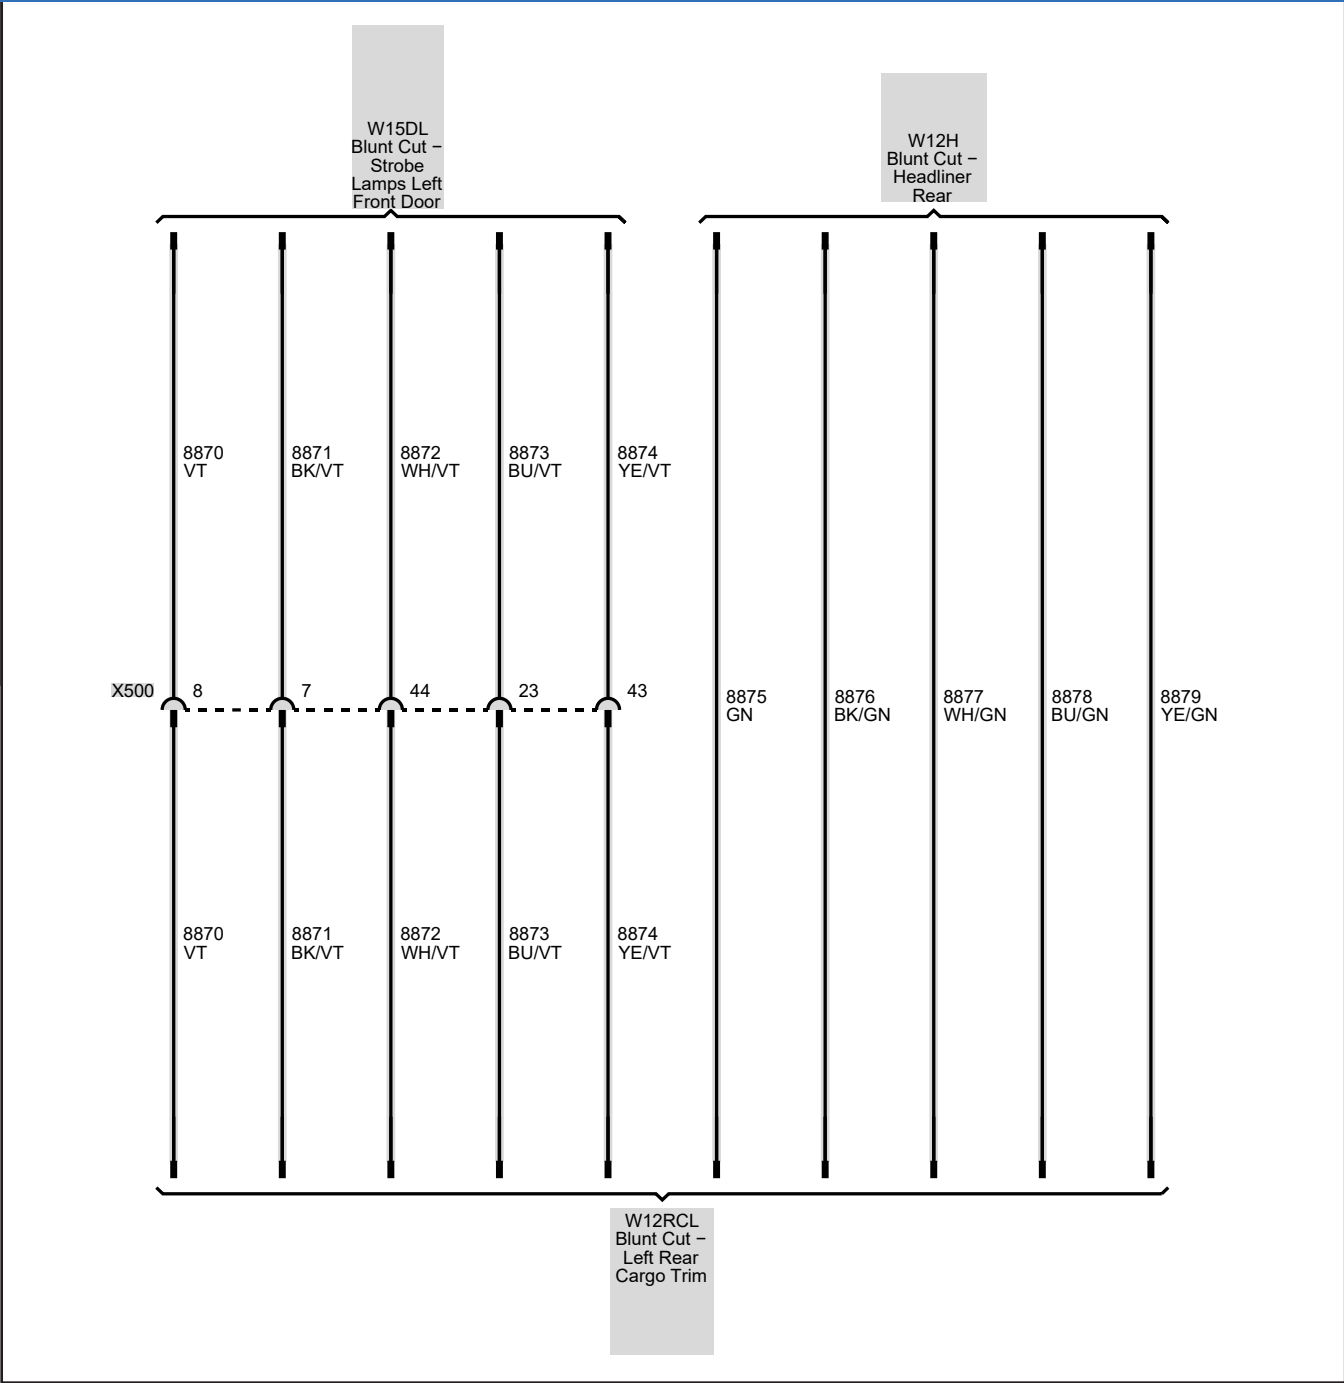 W15DL
Blunt Cut −
Strobe
Lamps Left
Front Door
W12H
Blunt Cut −
Headliner
Rear
8870
VT
8871
BK/VT
8872
WH/VT
8873
BU/VT
8874
YE/VT
X500
8
7
44
23
43
8875
GN
8876
BK/GN
8877
WH/GN
8878
BU/GN
8879
YE/GN
8870
VT
8871
BK/VT
8872
WH/VT
8873
BU/VT
8874
YE/VT
W12RCL
Blunt Cut −
Left Rear
Cargo Trim